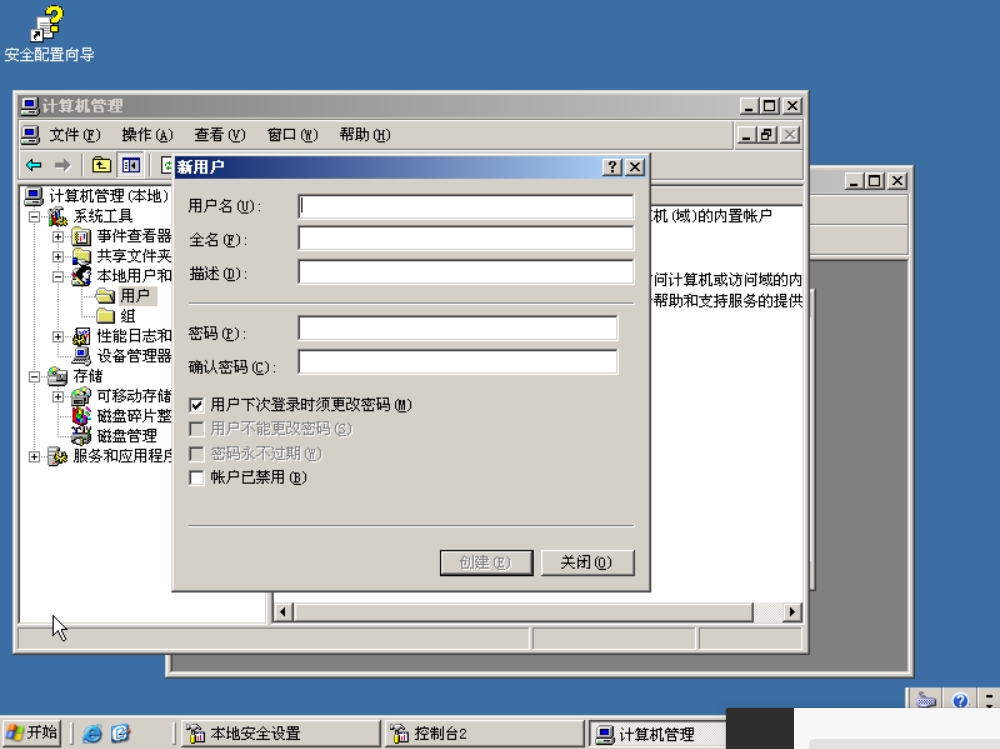 安全配置向导
计算机管理
文件(F) 操作(A) 查看(V) 窗口(W) 帮助(H)
新用户
计算机管理(本地)
系统工具
事件查看器
共享文件夹
本地用户和
用户
组
性能日志和
设备管理器
存储
可移动存储
磁盘碎片整
磁盘管理
服务和应用程序
用户名(U):
全名(F):
描述(D):
密码(P):
确认密码(C):
用户下次登录时须更改密码(M)
用户不能更改密码(S)
密码永不过期(W)
帐户已禁用(B)
创建(E) 关闭(O)
机(域)的内置帐户
问计算机或访问域的内
帮助和支持服务的提供
开始
本地安全设置
控制台2
计算机管理